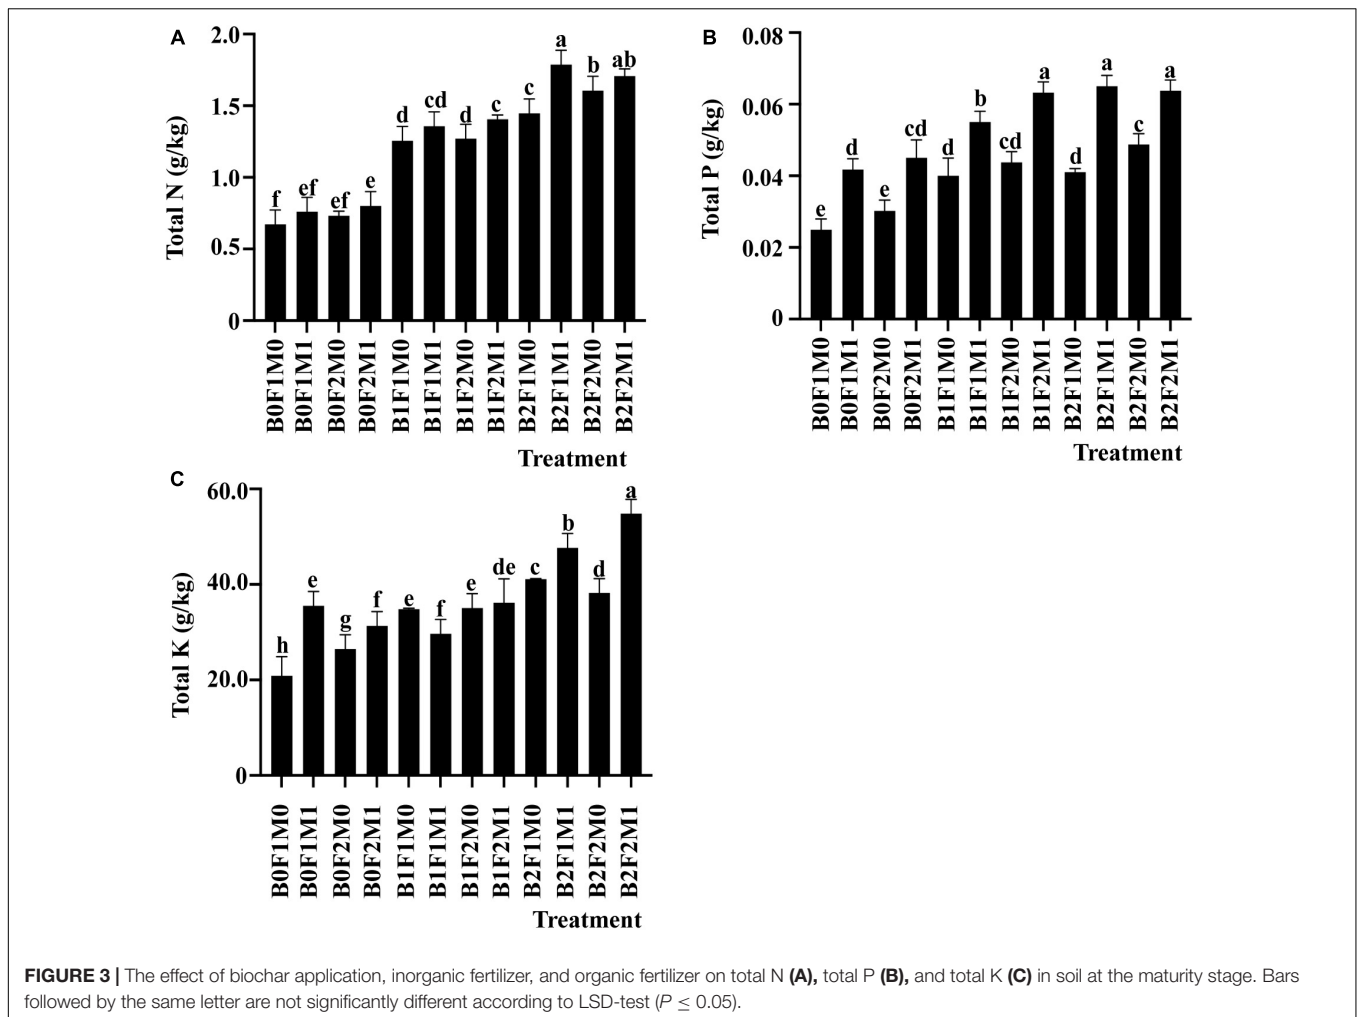 A
2.0
1.5
1.0
0.5
0
Total N (g/kg)
f ef ef e d cd d c c a b ab
B0F1M0 B0F1M1 B0F2M0 B0F2M1 B1F1M0 B1F1M1 B1F2M0 B1F2M1 B2F1M0 B2F1M1 B2F2M0 B2F2M1
Treatment
B
0.08
0.06
0.04
0.02
0
Total P (g/kg)
e d e cd d b cd a d a c a
B0F1M0 B0F1M1 B0F2M0 B0F2M1 B1F1M0 B1F1M1 B1F2M0 B1F2M1 B2F1M0 B2F1M1 B2F2M0 B2F2M1
Treatment
C
60.0
40.0
20.0
0
Total K (g/kg)
h e g f e f e de c b d a
B0F1M0 B0F1M1 B0F2M0 B0F2M1 B1F1M0 B1F1M1 B1F2M0 B1F2M1 B2F1M0 B2F1M1 B2F2M0 B2F2M1
Treatment
FIGURE 3 | The effect of biochar application, inorganic fertilizer, and organic fertilizer on total N (A), total P (B), and total K (C) in soil at the maturity stage. Bars
followed by the same letter are not significantly different according to LSD-test (P ≤ 0.05).